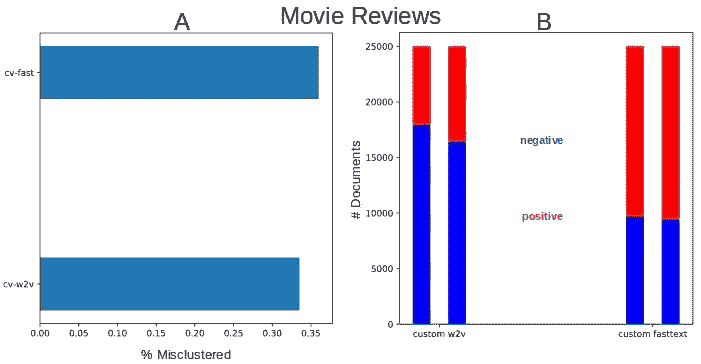 Movie Reviews
A
cv-fast
cv-w2v
0.00 0.05 0.10 0.15 0.20 0.25 0.30 0.35
% Misclustered
B
# Documents
25000
20000
15000
10000
5000
0
negative
positive
custom w2v custom fasttext